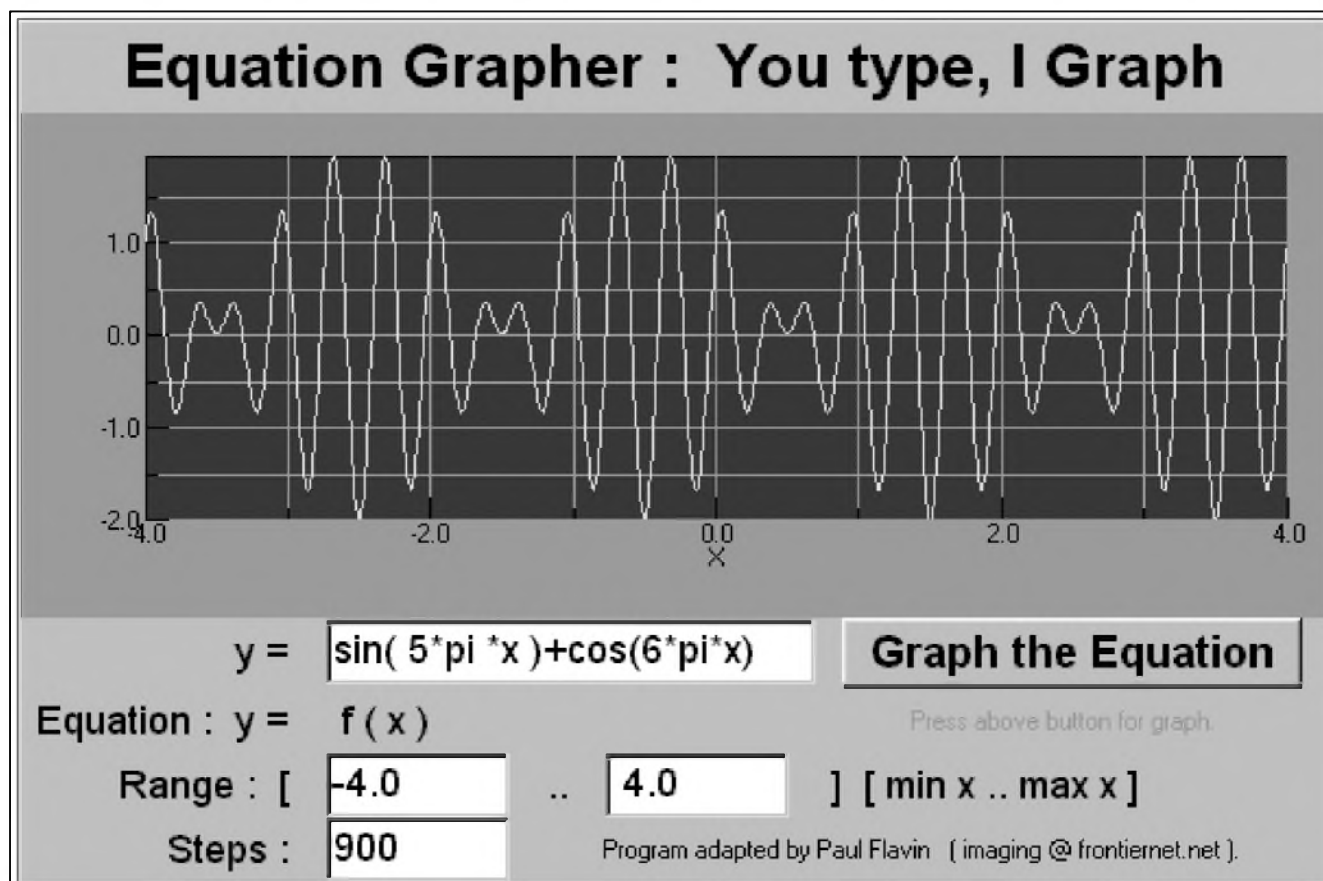 Equation Grapher : You type, I Graph
1.0
0.0
-1.0
-2.0
-4.0 -2.0 0.0 2.0 4.0
X
y = sin( 5*pi *x )+cos(6*pi*x) Graph the Equation
Equation : y = f ( x ) Press above button for graph.
Range : [ -4.0 .. 4.0 ] [ min x .. max x ]
Steps : 900 Program adapted by Paul Flavin ( imaging @ frontiernet.net ).